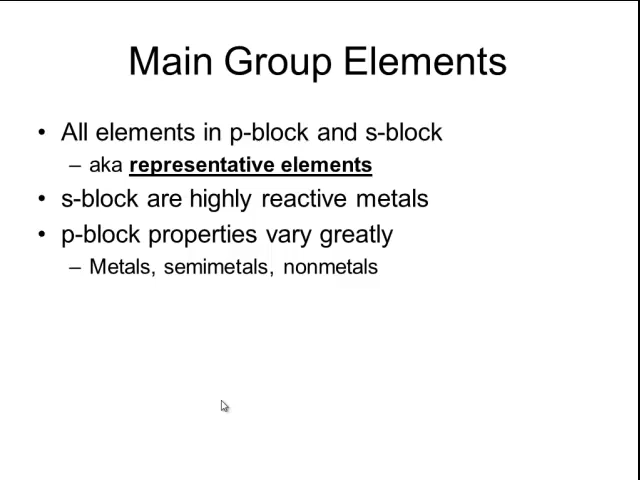 Main Group Elements
• All elements in p-block and s-block
– aka representative elements
• s-block are highly reactive metals
• p-block properties vary greatly
– Metals, semimetals, nonmetals